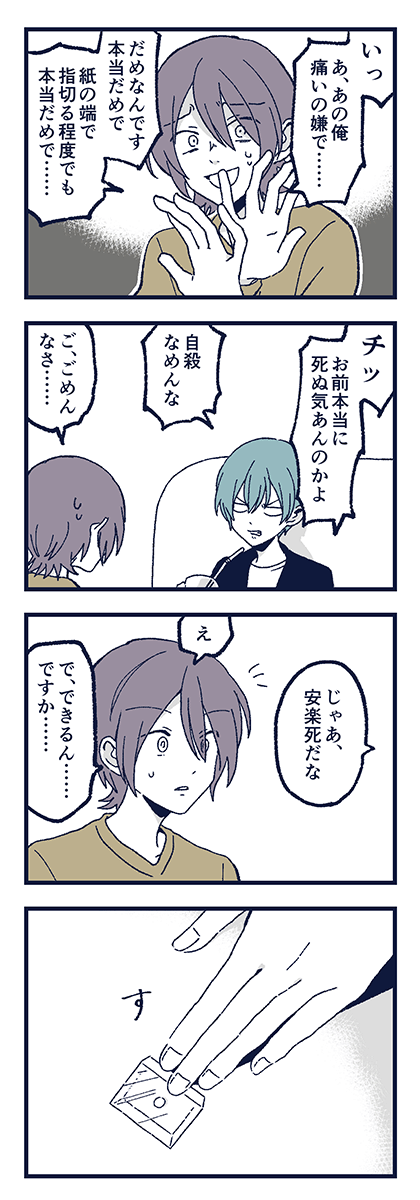 いっ
あ、あの俺
痛いの嫌で……
だめなんです
本当だめで
紙の端で
指切る程度でも
本当だめで……
チッ
お前本当に
死ぬ気あんのかよ
自殺
なめんな
ご、ごめん
なさ……
じゃあ、
安楽死だな
え
で、できるん……
ですか……
す